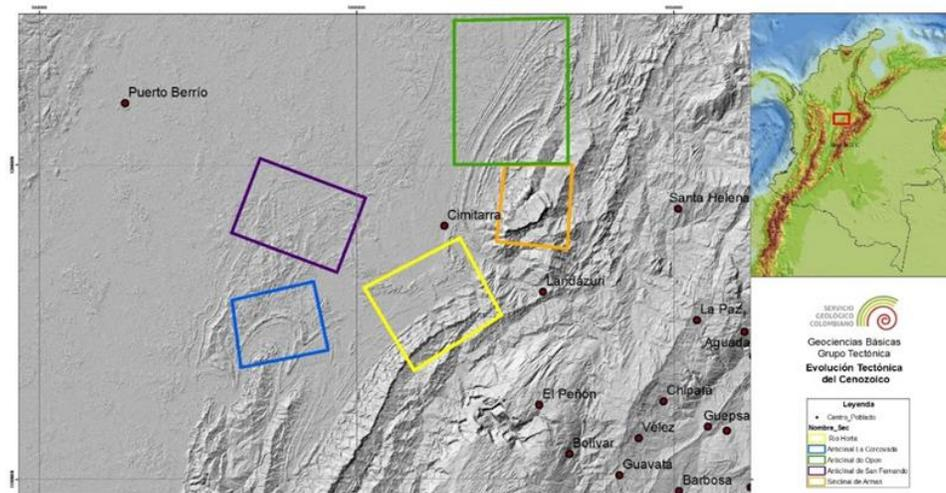 Puerto Berrío
Santa Helena
Cimitarra
Landázuri
La Paz
Aguada
El Peñón
Chipatá
Guepsa
Vélez
Bolívar
Guavatá
Barbosa
SERVICIO
GEOLÓGICO
COLOMBIANO
Geociencias Básicas
Grupo Tectónica
Evolución Tectónica
del Cenozoico
Leyenda
Centro_Poblado
Nombre_Sec
Rio Horta
Anticlinal La Corcovada
Anticlinal de Opon
Anticlinal de San Fernando
Sinclinal de Armas